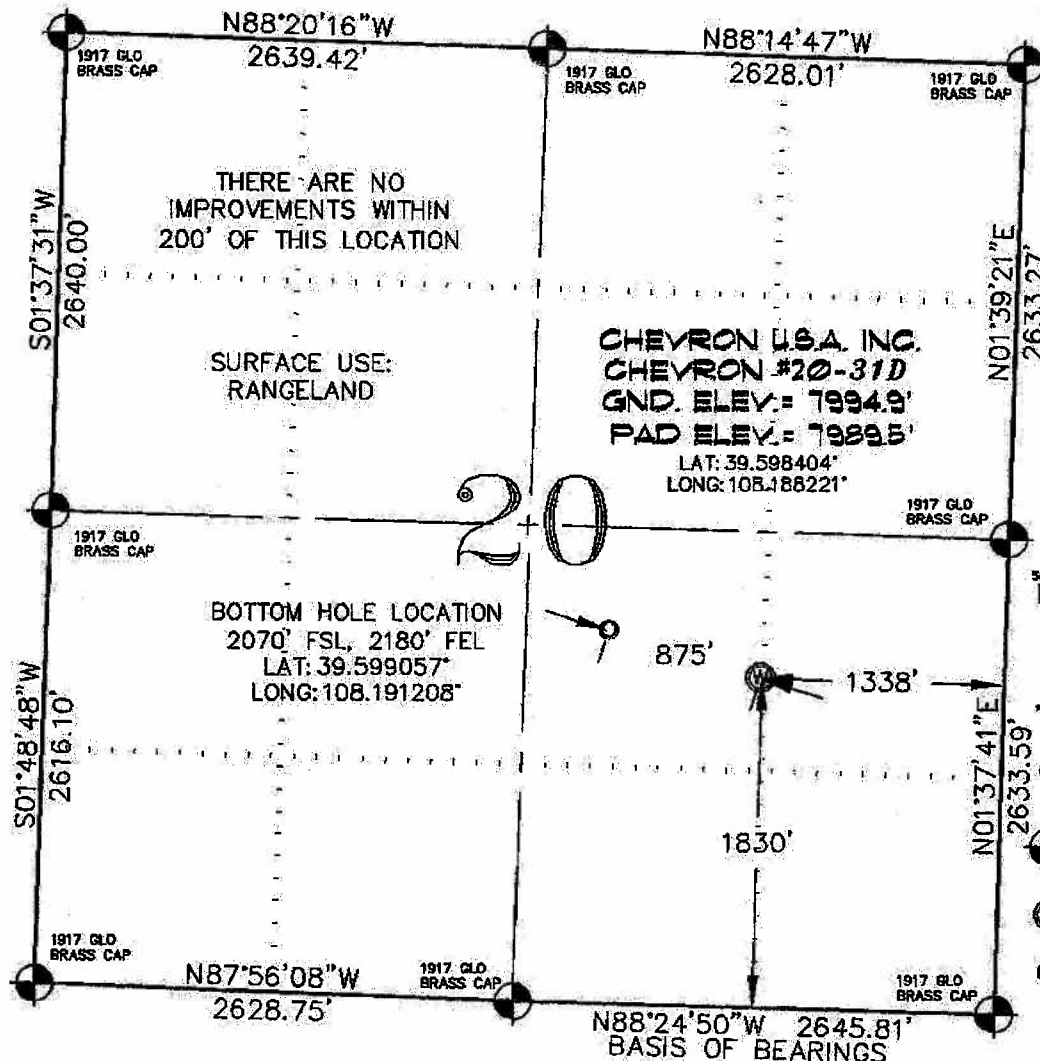 N88°20'16"W
2639.42'
N88°14'47"W
2628.01'
1917 GLO
BRASS CAP
1917 GLO
BRASS CAP
1917 GLO
BRASS CAP
THERE ARE NO
IMPROVEMENTS WITHIN
200' OF THIS LOCATION
S01°37'31"W
2640.00'
N01°39'21"E
2633.27'
SURFACE USE:
RANGELAND
CHEVRON U.S.A. INC.
CHEVRON #20-31D
GND. ELEV.= 7994.9'
PAD ELEV.= 7989.5'
LAT: 39.598404°
LONG: 108.188221°
20
1917 GLO
BRASS CAP
1917 GLO
BRASS CAP
BOTTOM HOLE LOCATION
2070' FSL, 2180' FEL
LAT: 39.599057°
LONG: 108.191208°
875'
W
1338'
S01°48'48"W
2616.10'
N01°37'41"E
2633.59'
1830'
1917 GLO
BRASS CAP
1917 GLO
BRASS CAP
1917 GLO
BRASS CAP
N87°56'08"W
2628.75'
N88°24'50"W 2645.81'
BASIS OF BEARINGS